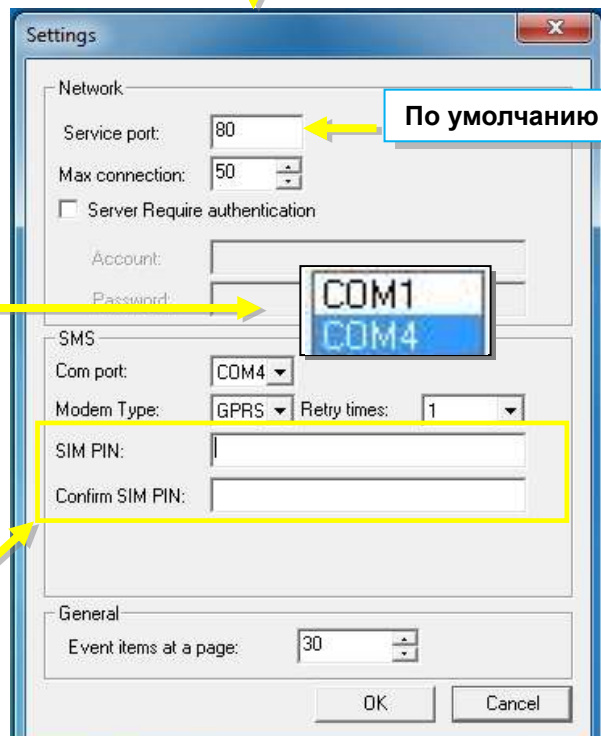 Settings
Network
Service port: 80
По умолчанию
Max connection: 50
Server Require authentication
Account:
Password:
COM1
COM4
SMS
Com port: COM4
Modem Type: GPRS Retry times: 1
SIM PIN:
Confirm SIM PIN:
General
Event items at a page: 30
OK Cancel